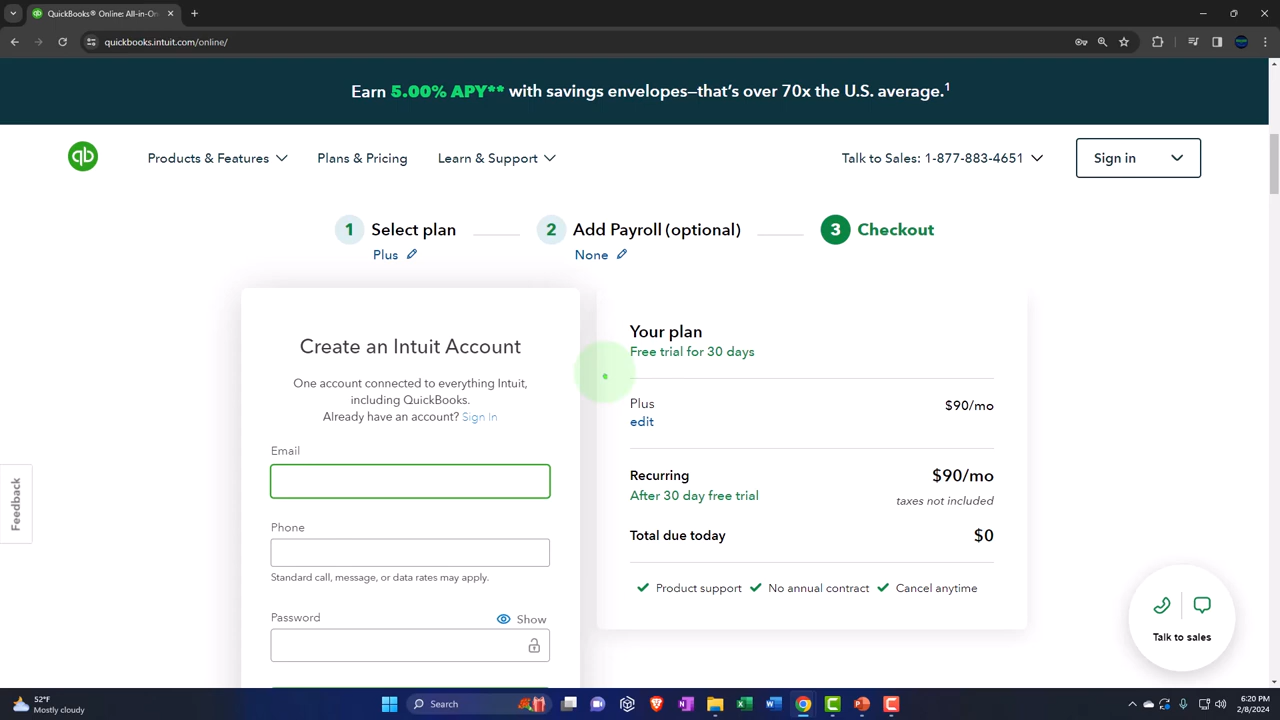 QuickBooks® Online: All-in-On
quickbooks.intuit.com/online/
Earn 5.00% APY** with savings envelopes—that's over 70x the U.S. average.1
qb
Products & Features
Plans & Pricing
Learn & Support
Talk to Sales: 1-877-883-4651
Sign in
1 Select plan
Plus
2 Add Payroll (optional)
None
3 Checkout
Create an Intuit Account
One account connected to everything Intuit,
including QuickBooks.
Already have an account? Sign In
Email
Phone
Standard call, message, or data rates may apply.
Password
Show
Your plan
Free trial for 30 days
Plus $90/mo
edit
Recurring $90/mo
After 30 day free trial
taxes not included
Total due today $0
Product support
No annual contract
Cancel anytime
Feedback
Talk to sales
52°F
Mostly cloudy
Search
6:20 PM
2/8/2024